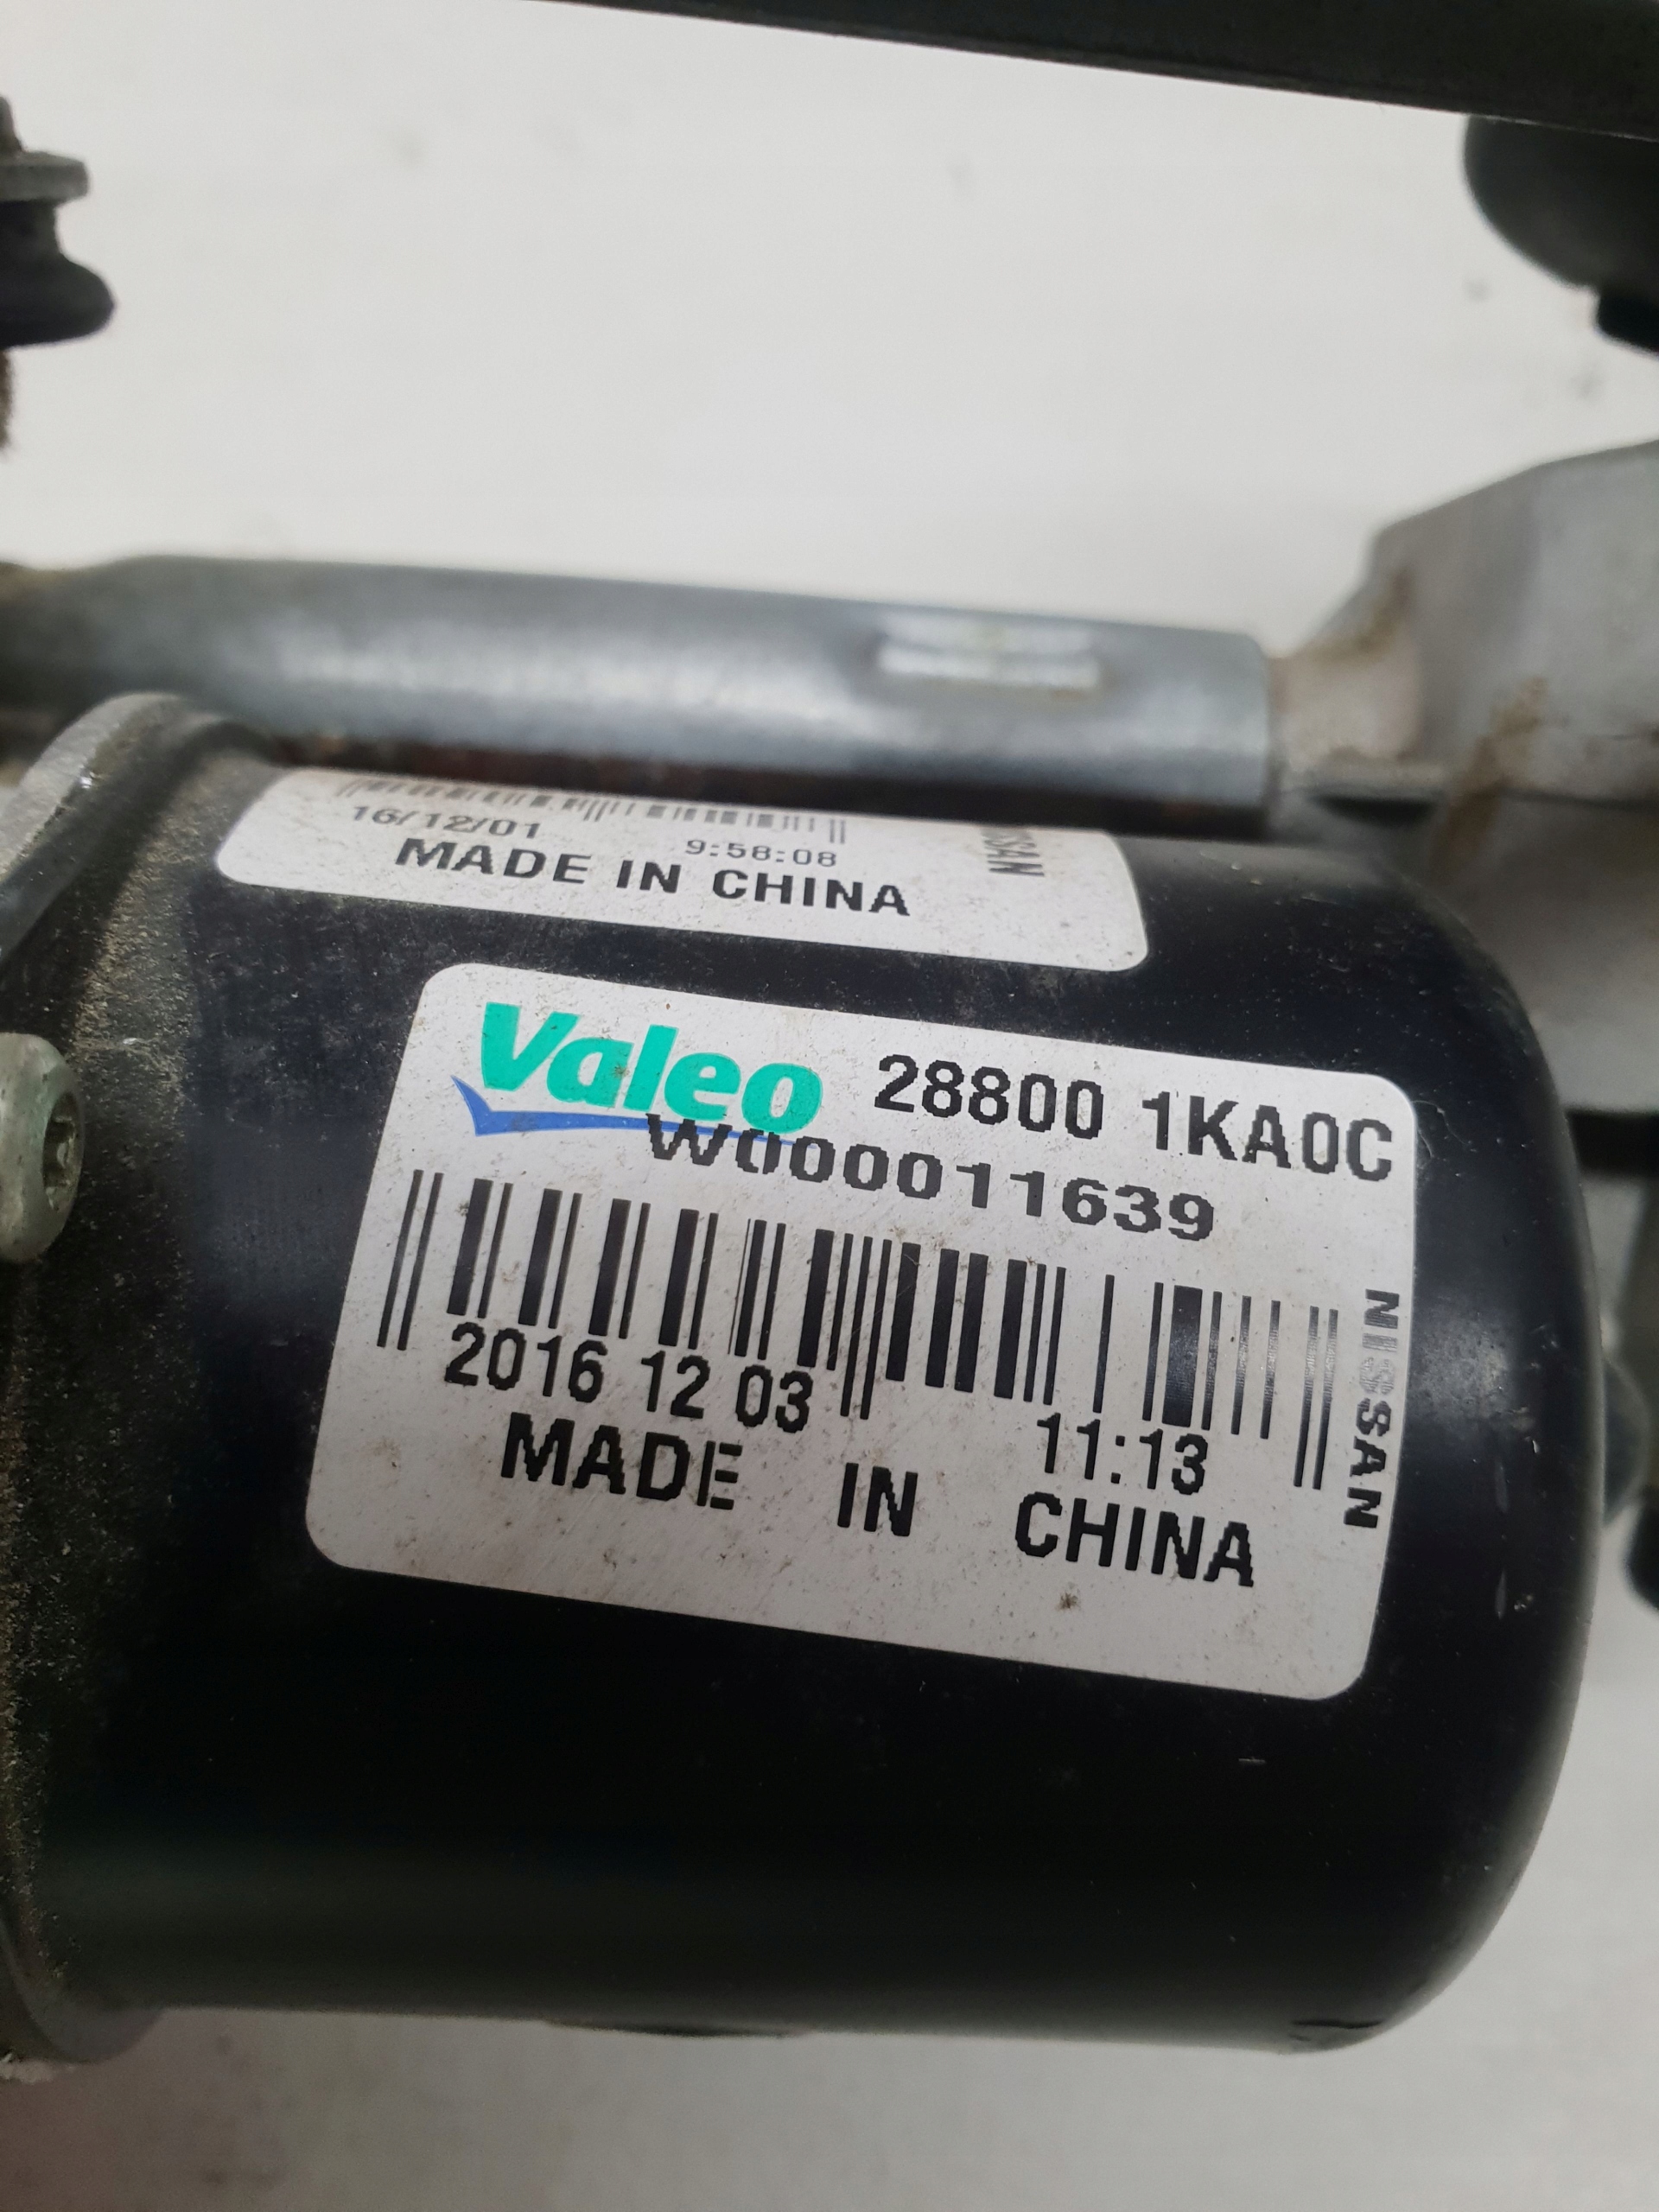 16/12/01 9:58:08
MADE IN CHINA
Valeo 28800 1KA0C
W000011639
2016 12 03 11:13
MADE IN CHINA
NISSAN